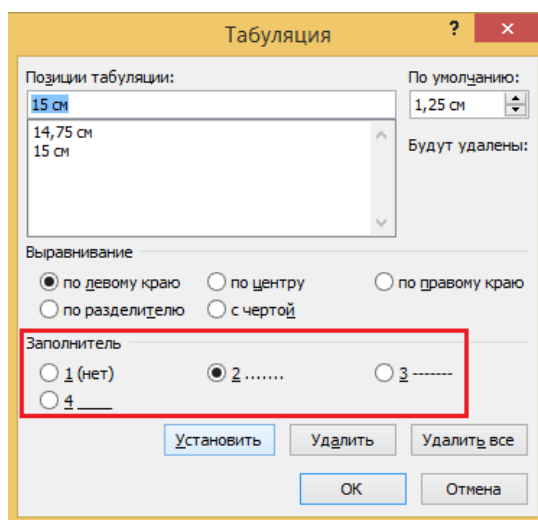 Табуляция ? ×
Позиции табуляции: По умолчанию:
15 см 1,25 см
14,75 см
15 см
Будут удалены:
Выравнивание
по левому краю по центру по правому краю
по разделителю с чертой
Заполнитель
1 (нет) 2 ....... 3 -------
4 ____
Установить Удалить Удалить все
ОК Отмена